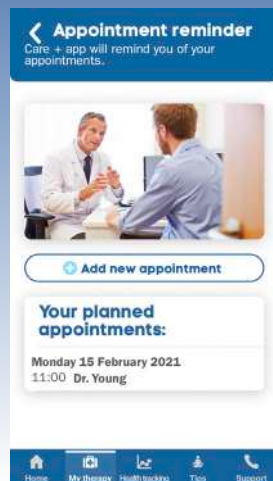 Appointment reminder
Care + app will remind you of your
appointments.
Add new appointment
Your planned
appointments:
Monday 15 February 2021
11:00 Dr. Young
Home My therapy Health tracking Tips Support